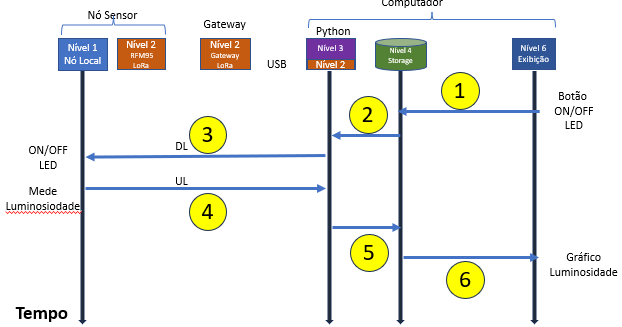 Computador
Nó Sensor
Gateway
Python
Nível 1
Nó Local
Nível 2
RFM95
LoRa
Nível 2
Gateway
LoRa
USB
Nível 3
Nível 2
Nível 4
Storage
Nível 6
Exibição
1
Botão
ON/OFF
LED
2
3
DL
ON/OFF
LED
UL
Mede
Luminosiodade
4
5
6
Gráfico
Luminosidade
Tempo